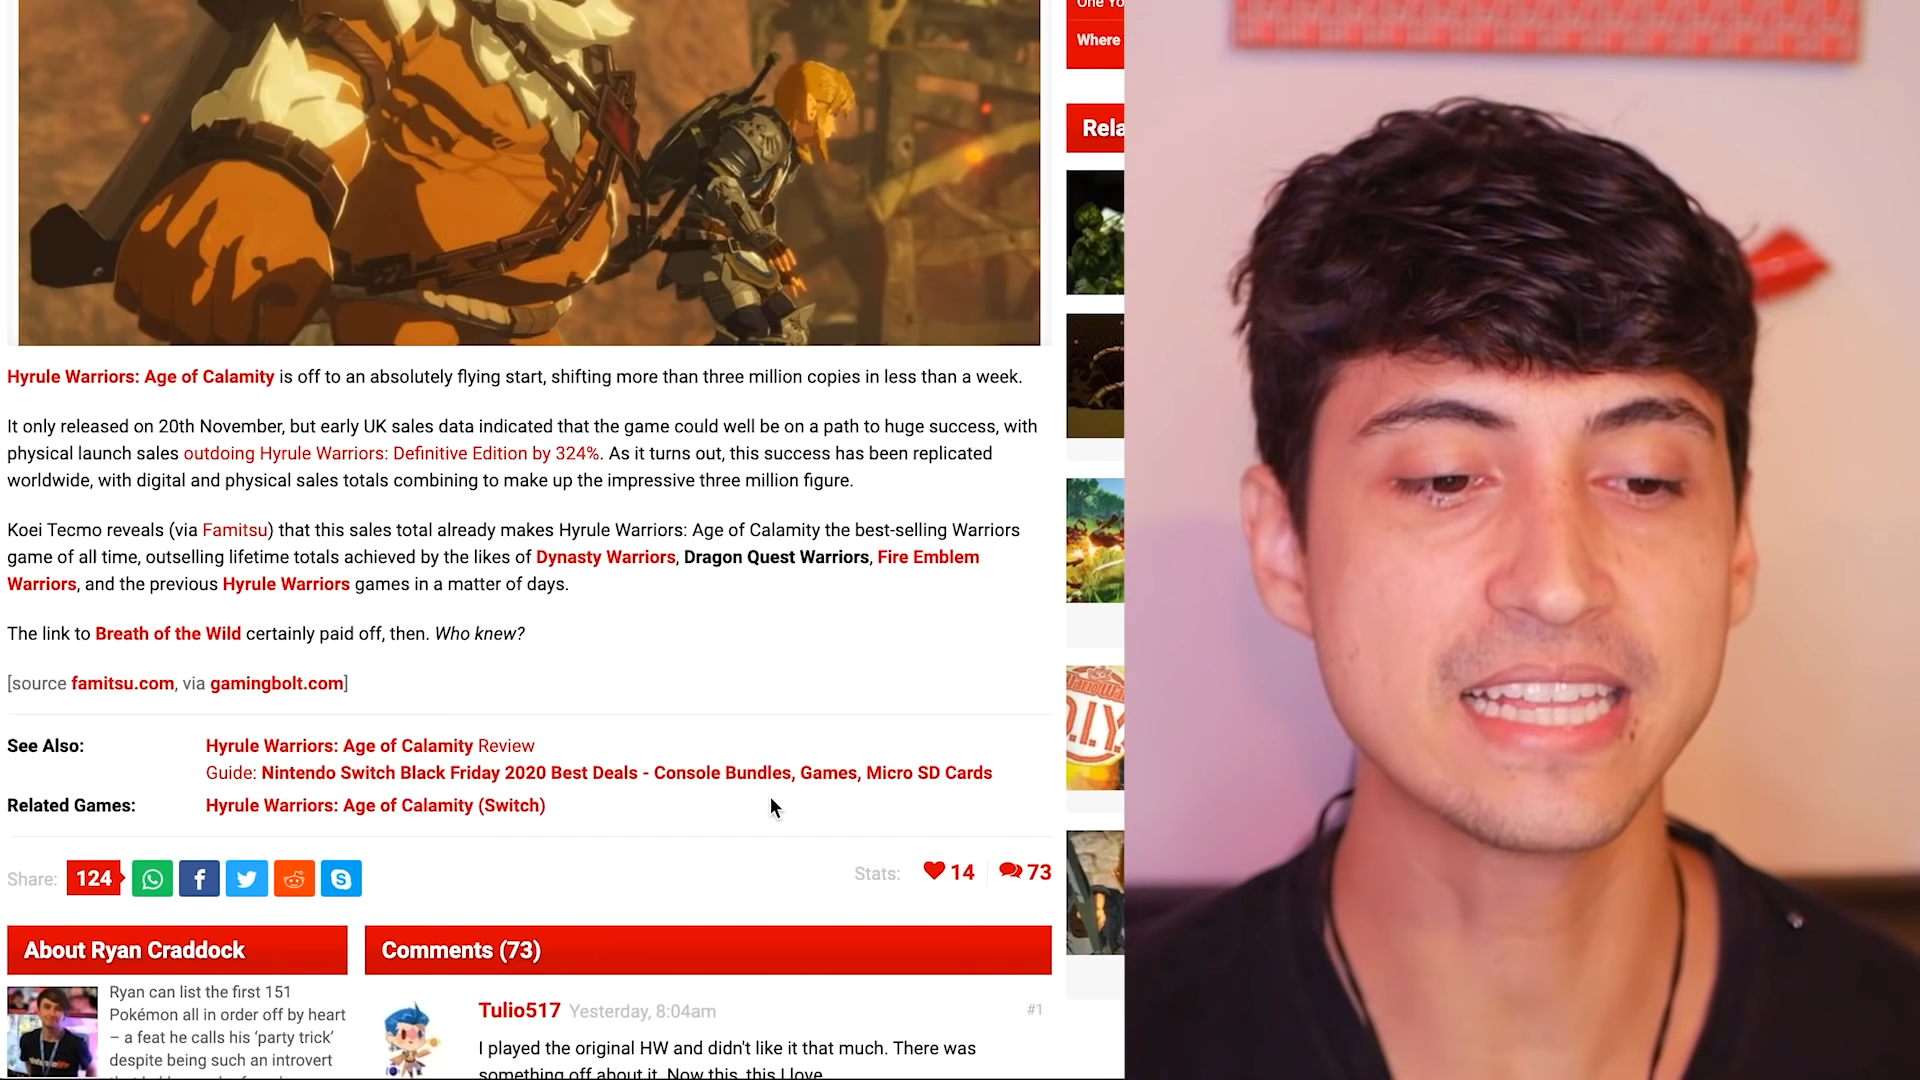 One Yo
Where
Rela
Hyrule Warriors: Age of Calamity is off to an absolutely flying start, shifting more than three million copies in less than a week.
It only released on 20th November, but early UK sales data indicated that the game could well be on a path to huge success, with
physical launch sales outdoing Hyrule Warriors: Definitive Edition by 324%. As it turns out, this success has been replicated
worldwide, with digital and physical sales totals combining to make up the impressive three million figure.
Koei Tecmo reveals (via Famitsu) that this sales total already makes Hyrule Warriors: Age of Calamity the best-selling Warriors
game of all time, outselling lifetime totals achieved by the likes of Dynasty Warriors, Dragon Quest Warriors, Fire Emblem
Warriors, and the previous Hyrule Warriors games in a matter of days.
The link to Breath of the Wild certainly paid off, then. Who knew?
[source famitsu.com, via gamingbolt.com]
See Also: Hyrule Warriors: Age of Calamity Review
Guide: Nintendo Switch Black Friday 2020 Best Deals - Console Bundles, Games, Micro SD Cards
Related Games: Hyrule Warriors: Age of Calamity (Switch)
Share: 124
Stats: 14 73
About Ryan Craddock
Ryan can list the first 151
Pokémon all in order off by heart
– a feat he calls his ‘party trick’
despite being such an introvert
Comments (73)
Tulio517 Yesterday, 8:04am #1
I played the original HW and didn't like it that much. There was
something off about it. Now this, this I love